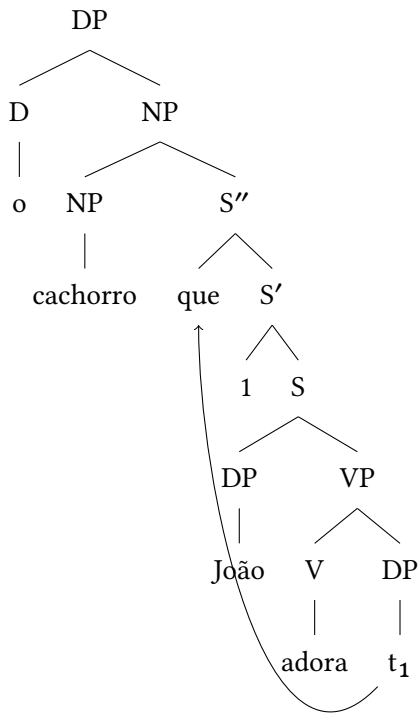 DP
D NP
o NP S″
cachorro que S′
1 S
DP VP
João V DP
adora t₁